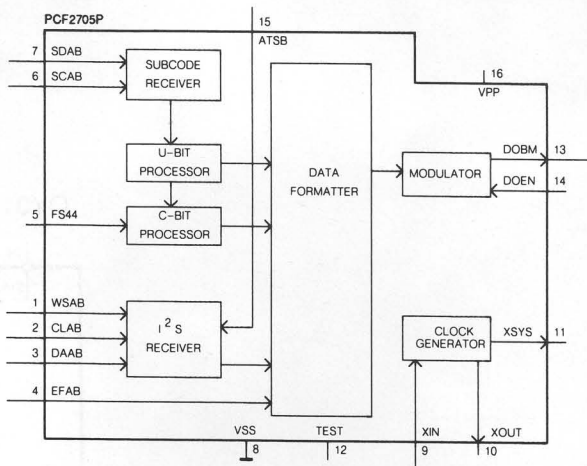 PCF2705P
15
ATSB
7 SDAB
6 SCAB
SUBCODE
RECEIVER
16
VPP
U-BIT
PROCESSOR
DATA
FORMATTER
MODULATOR
DOBM 13
DOEN 14
5 FS44
C-BIT
PROCESSOR
1 WSAB
2 CLAB
3 DAAB
I²S
RECEIVER
CLOCK
GENERATOR
XSYS 11
4 EFAB
VSS
8
TEST
12
XIN
9
XOUT
10